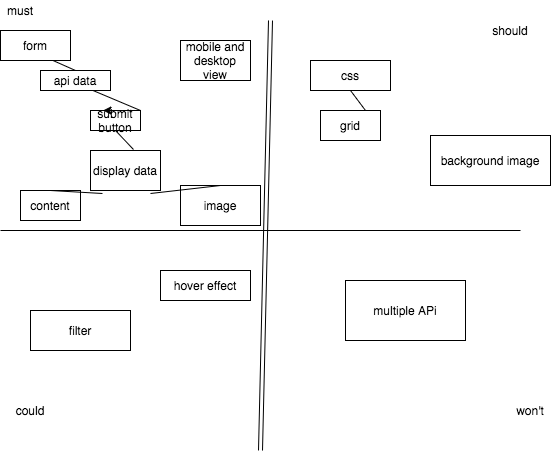 must
should
form
mobile and
desktop
view
api data
css
submit
button
grid
background image
display data
content
image
hover effect
filter
multiple APi
could
won't